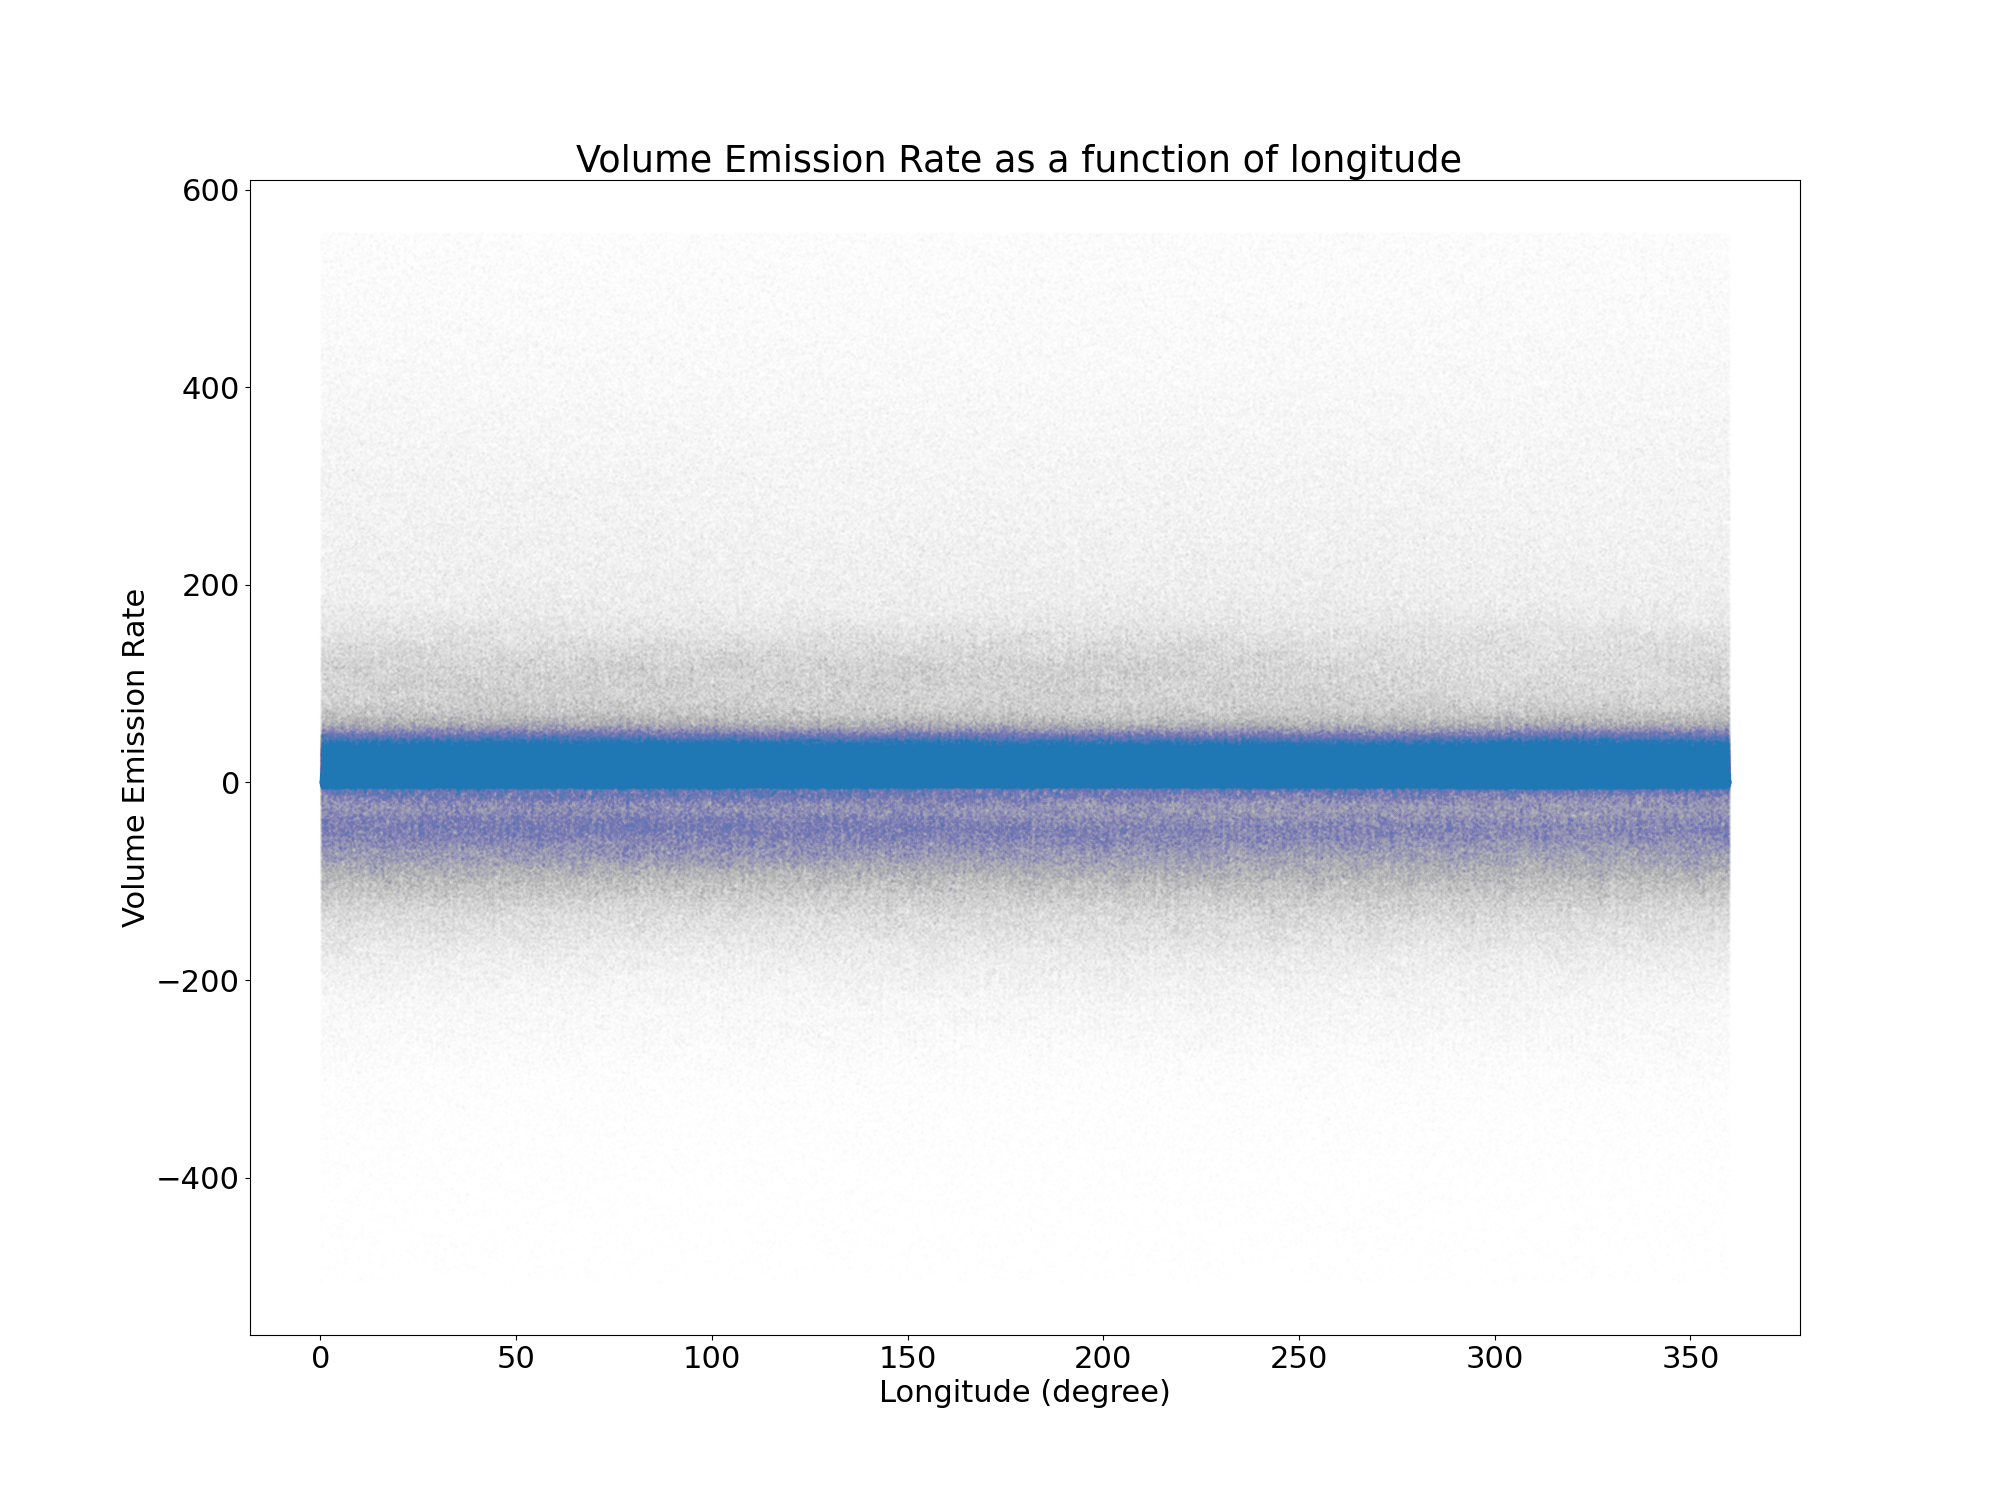 Volume Emission Rate as a function of longitude
600
400
200
0
−200
−400
Volume Emission Rate
0 50 100 150 200 250 300 350
Longitude (degree)